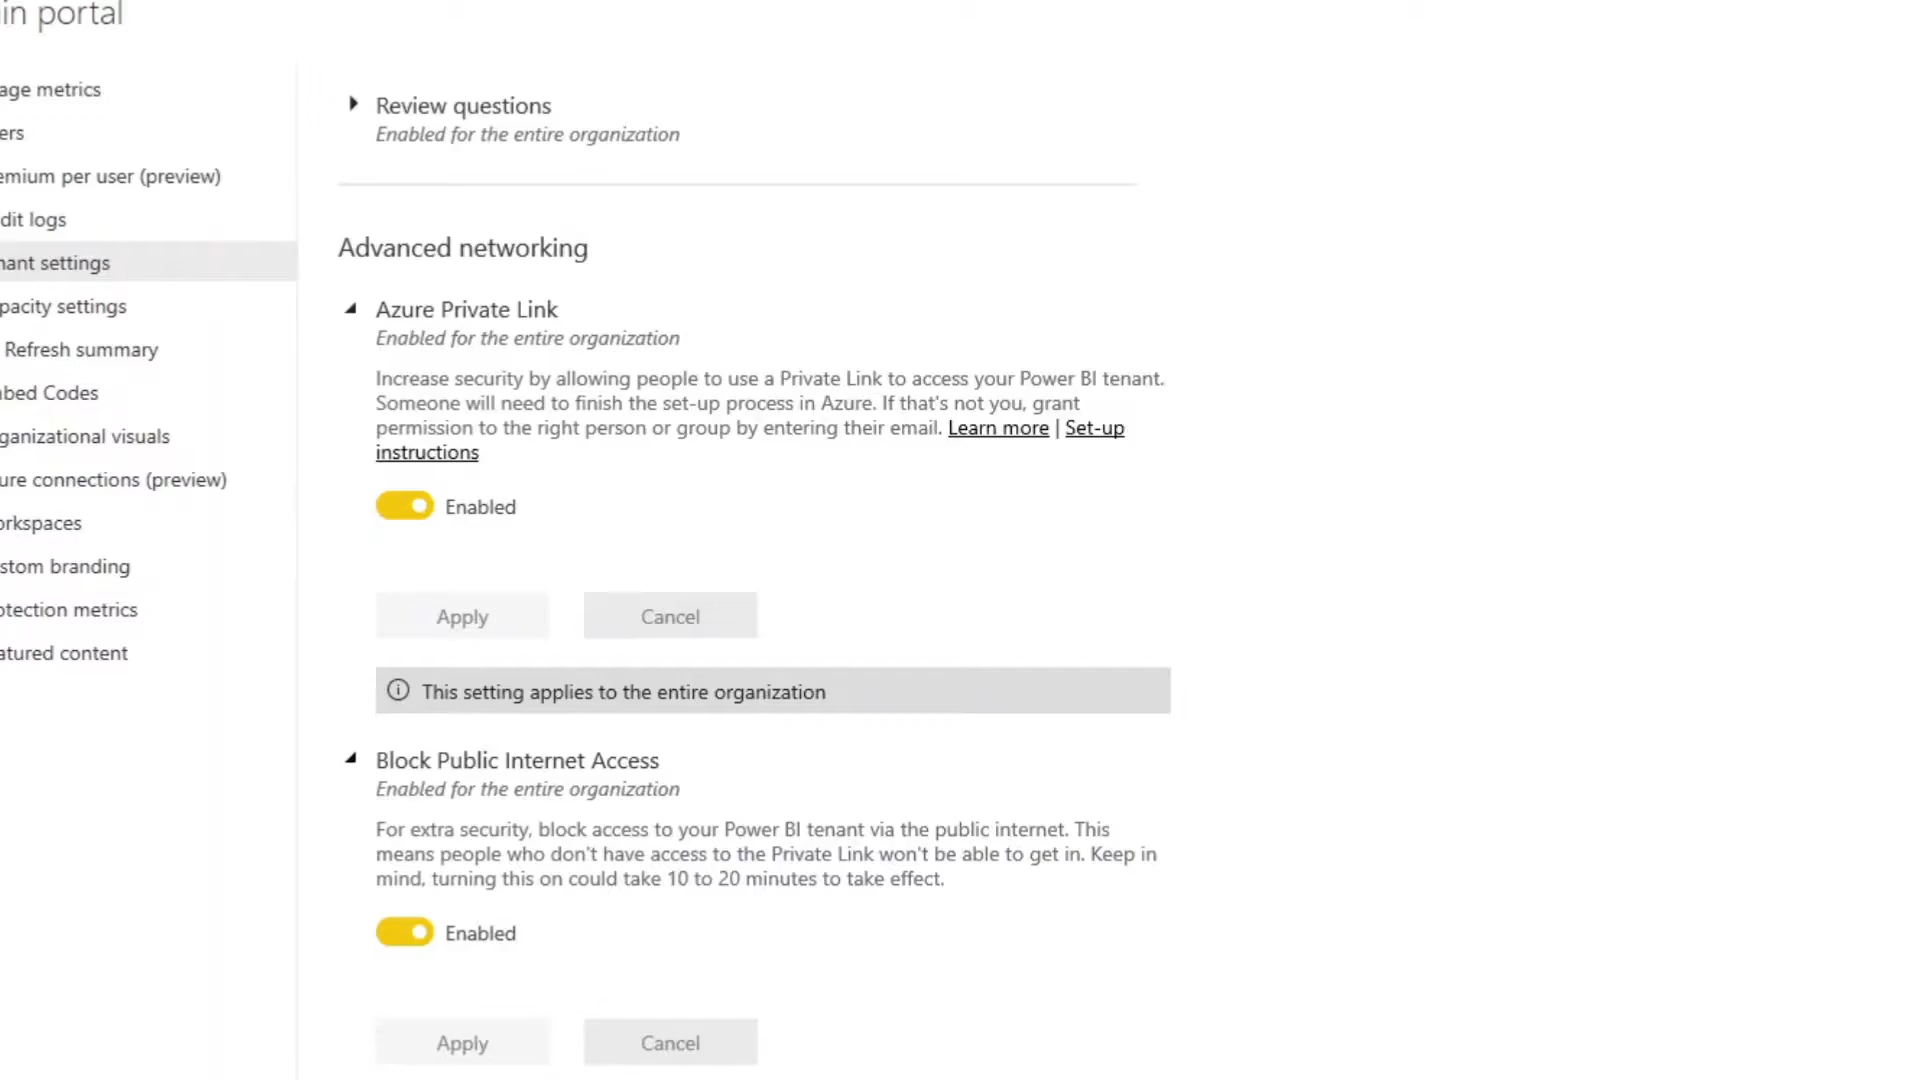 in portal
age metrics
ers
emium per user (preview)
dit logs
nant settings
pacity settings
Refresh summary
bed Codes
ganizational visuals
ure connections (preview)
orkspaces
stom branding
otection metrics
atured content
Review questions
Enabled for the entire organization
Advanced networking
Azure Private Link
Enabled for the entire organization
Increase security by allowing people to use a Private Link to access your Power BI tenant.
Someone will need to finish the set-up process in Azure. If that's not you, grant
permission to the right person or group by entering their email. Learn more | Set-up
instructions
Enabled
Apply Cancel
This setting applies to the entire organization
Block Public Internet Access
Enabled for the entire organization
For extra security, block access to your Power BI tenant via the public internet. This
means people who don't have access to the Private Link won't be able to get in. Keep in
mind, turning this on could take 10 to 20 minutes to take effect.
Enabled
Apply Cancel